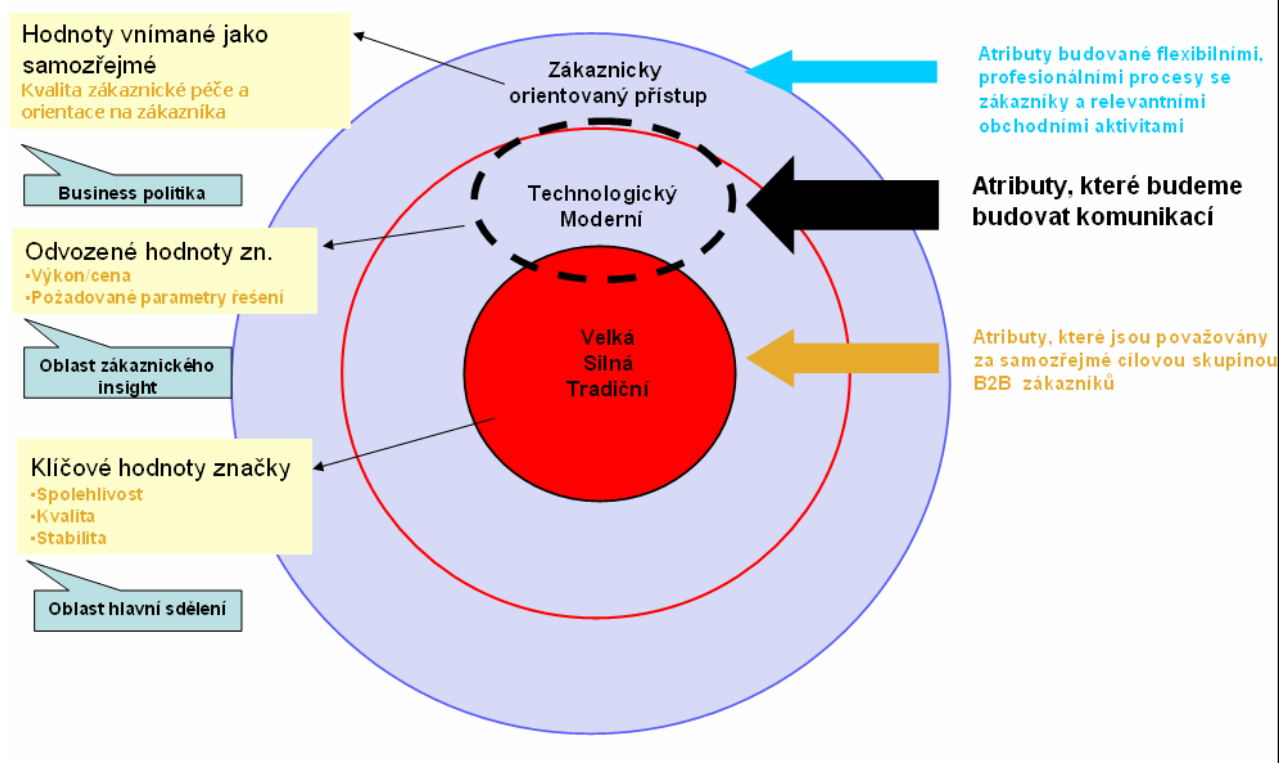 Hodnoty vnímané jako
samozřejmé
Kvalita zákaznické péče a
orientace na zákazníka
Business politika
Odvozené hodnoty zn.
•Výkon/cena
•Požadované parametry řešení
Oblast zákaznického
insight
Klíčové hodnoty značky
•Spolehlivost
•Kvalita
•Stabilita
Oblast hlavní sdělení
Zákaznicky
orientovaný přístup
Technologický
Moderní
Velká
Silná
Tradiční
Atributy budované flexibilními,
profesionálními procesy se
zákazníky a relevantními
obchodními aktivitami
Atributy, které budeme
budovat komunikací
Atributy, které jsou považovány
za samozřejmé cílovou skupinou
B2B zákazníků